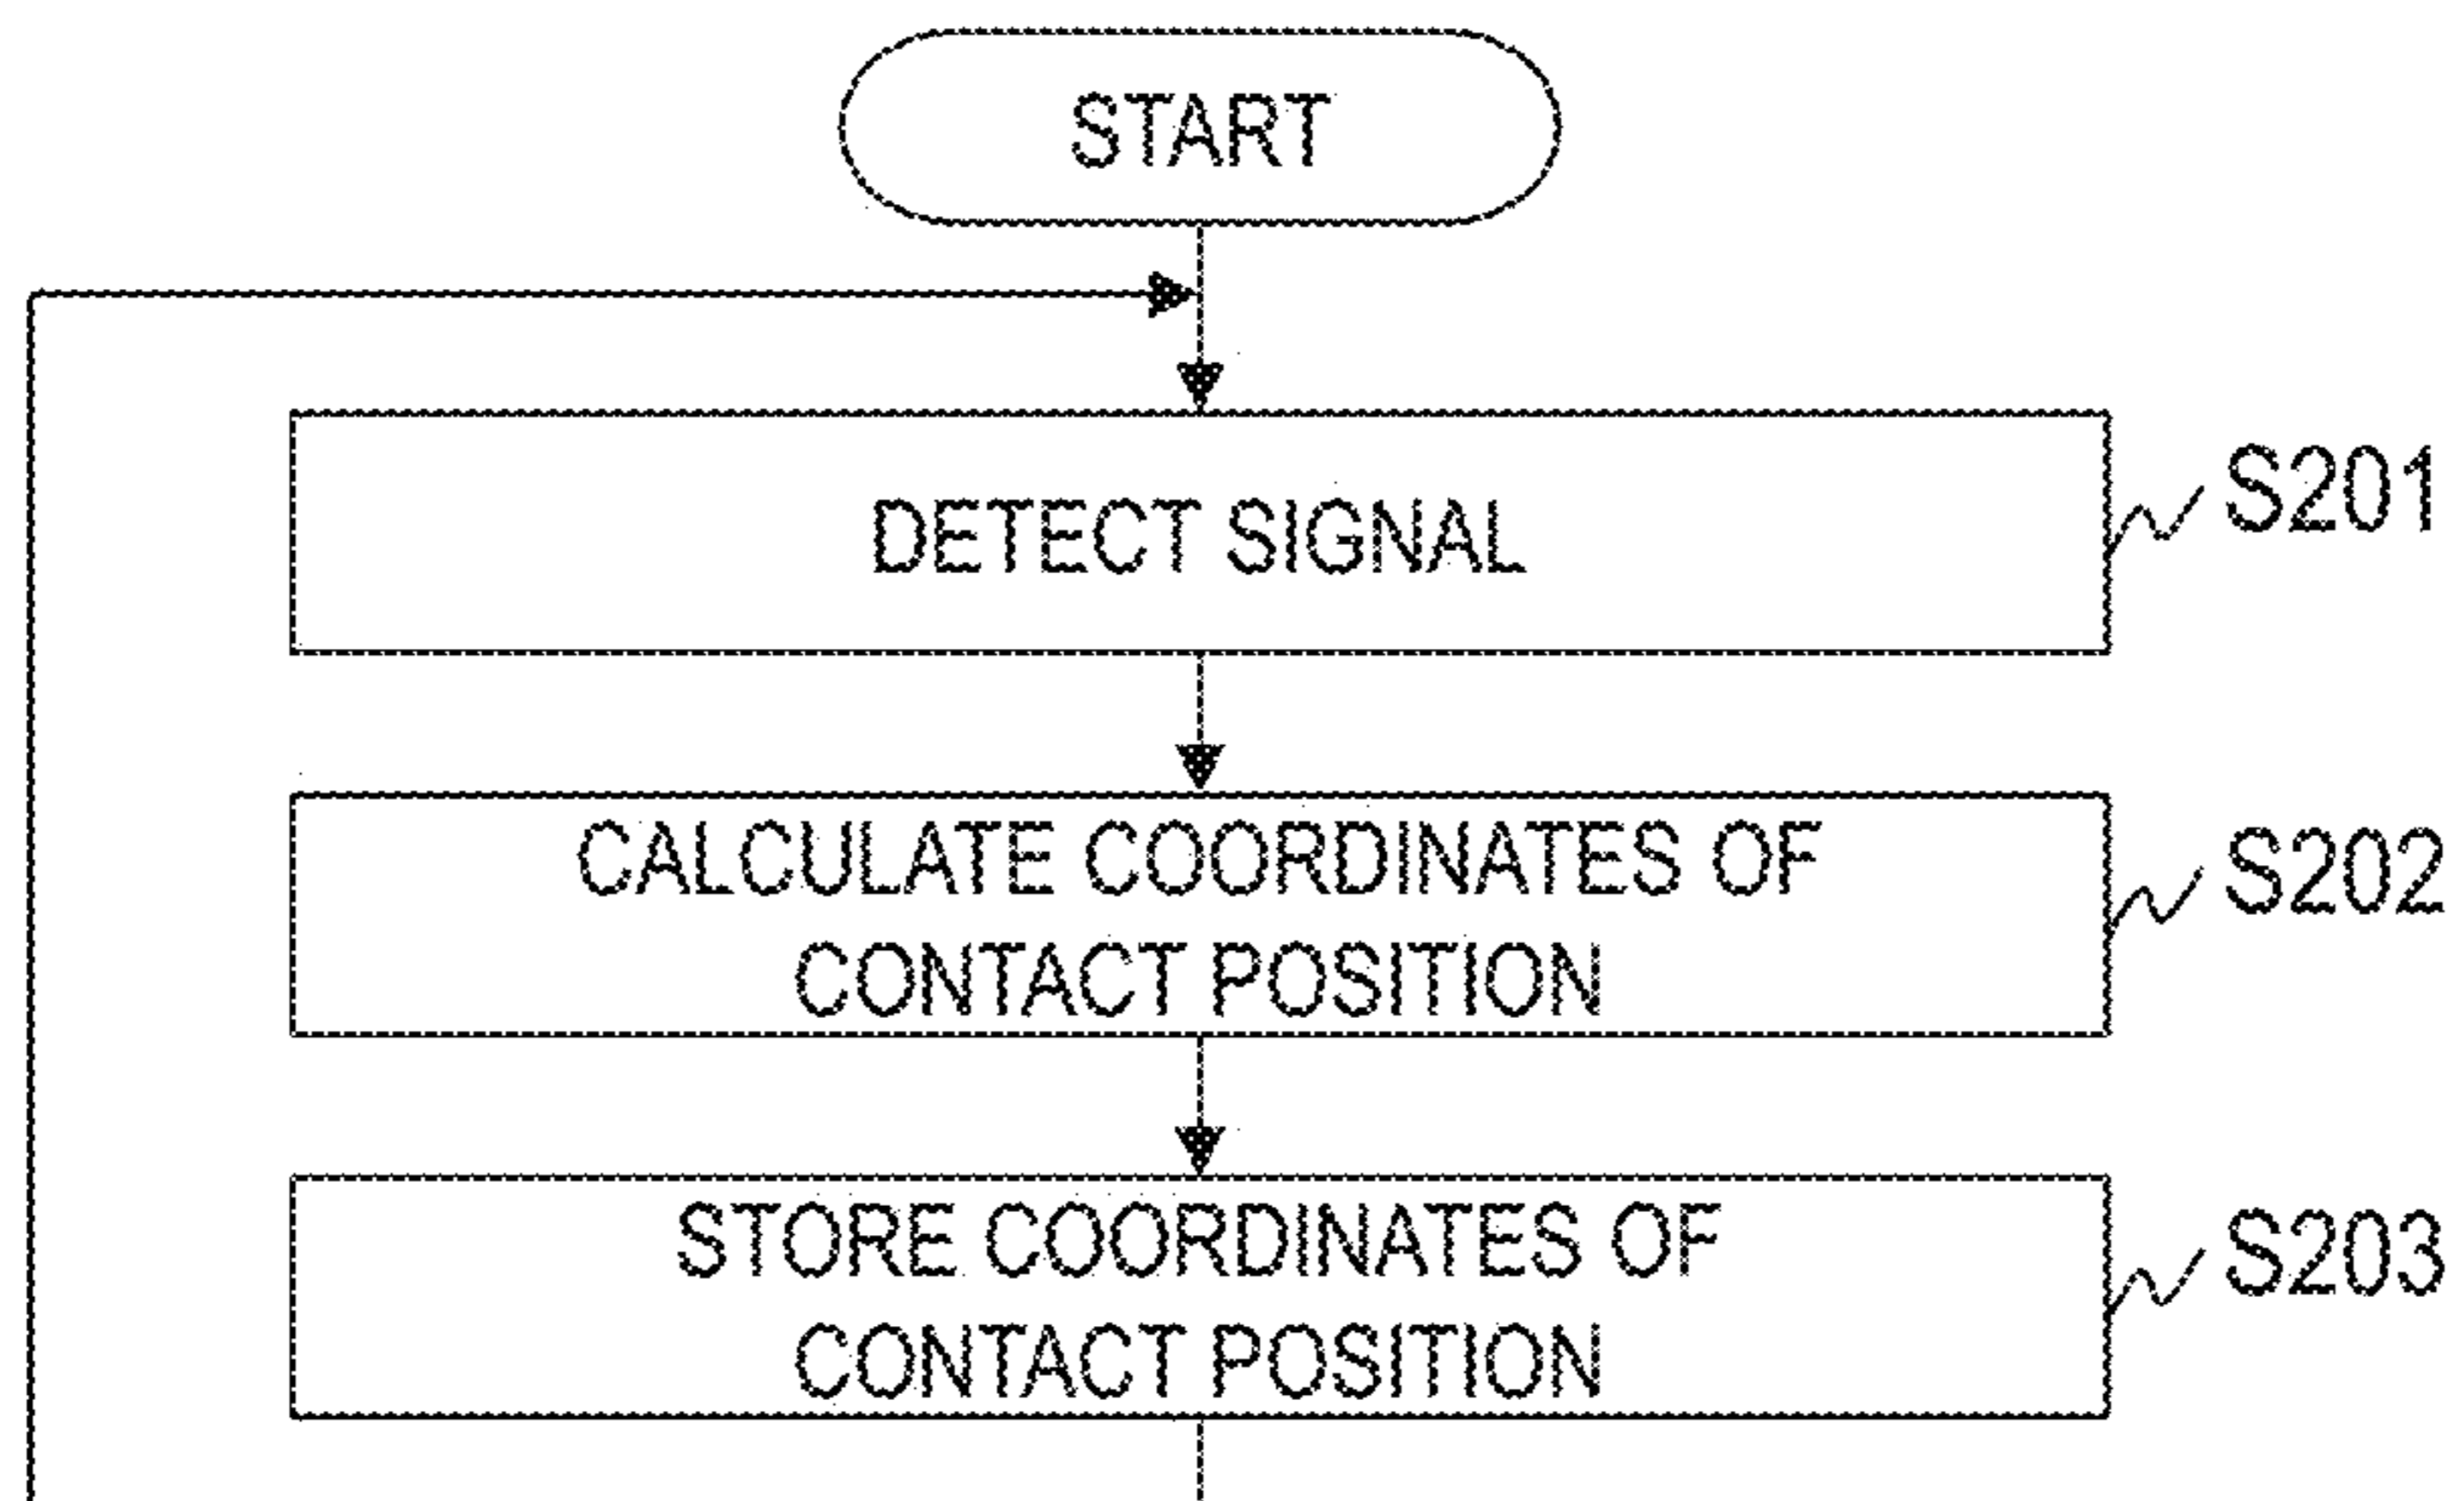 START
DETECT SIGNAL
S201
CALCULATE COORDINATES OF
CONTACT POSITION
S202
STORE COORDINATES OF
CONTACT POSITION
S203